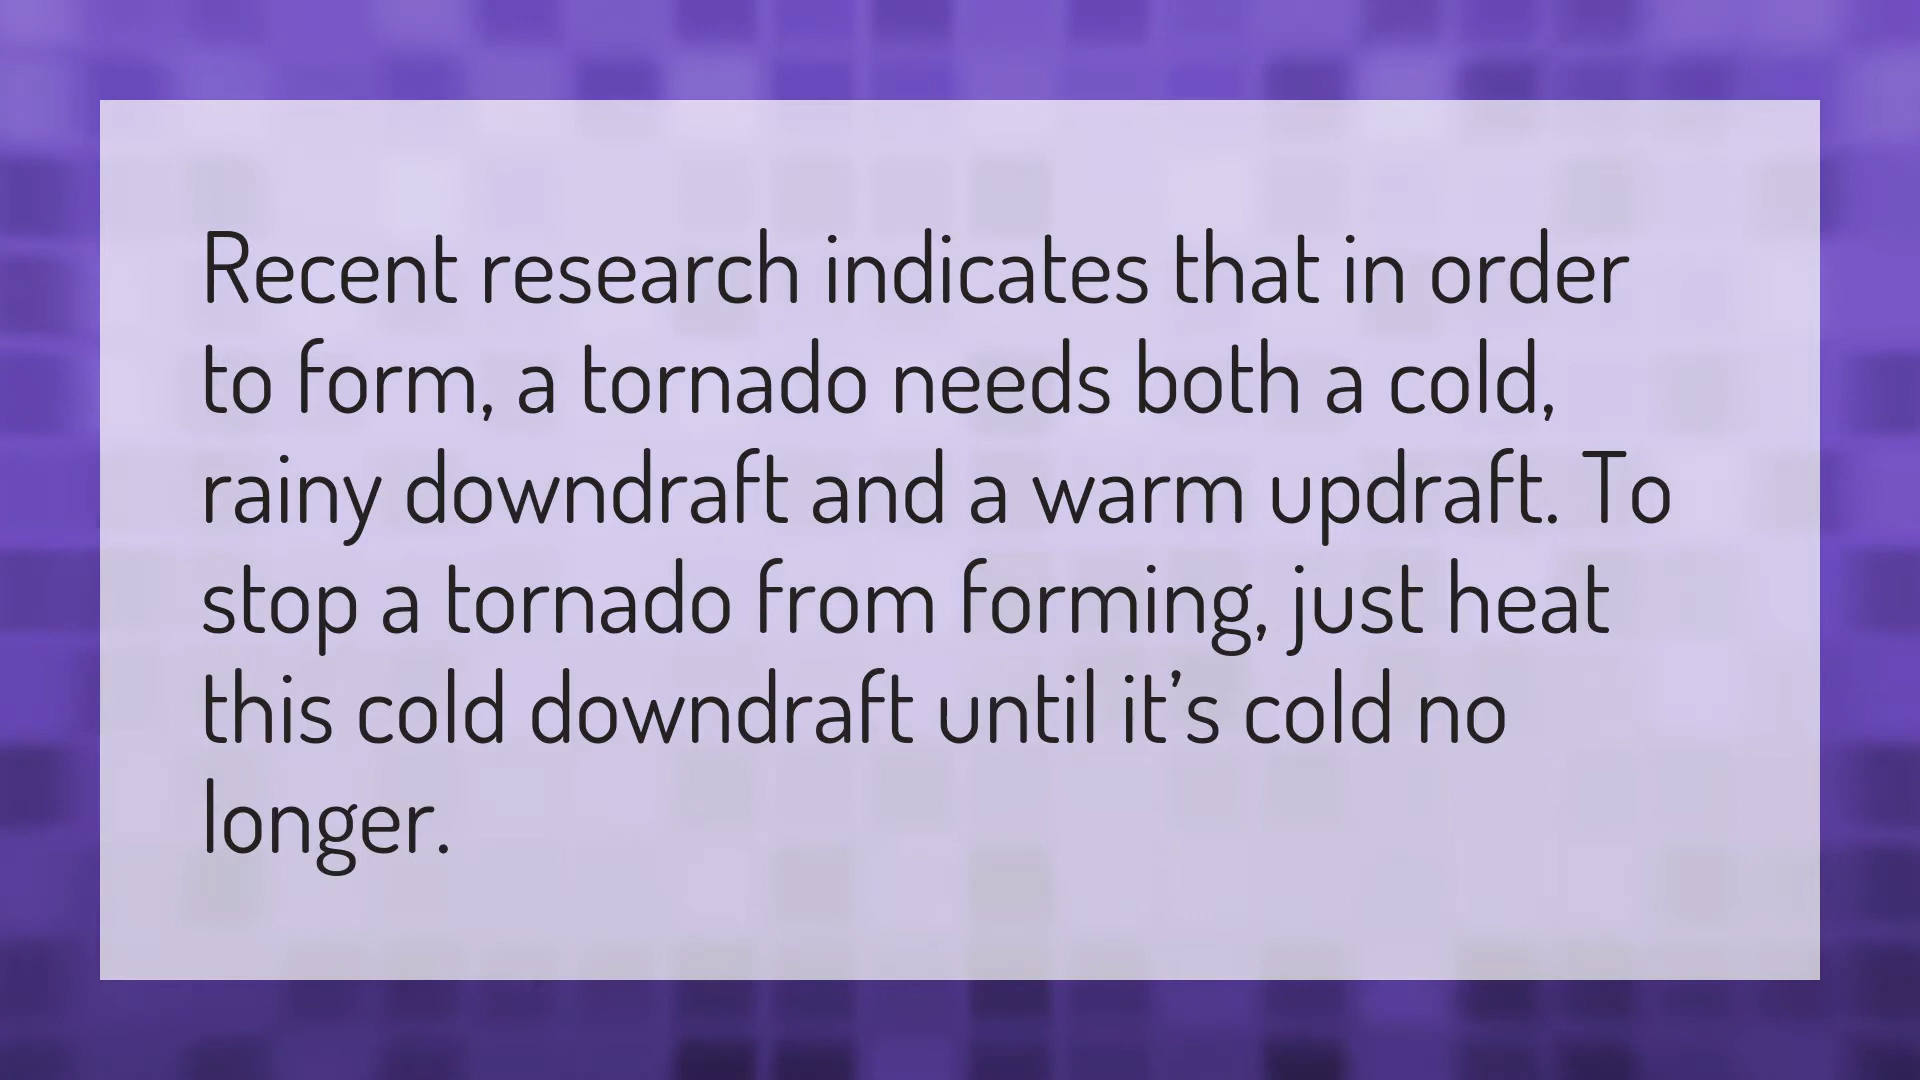 Recent research indicates that in order
to form, a tornado needs both a cold,
rainy downdraft and a warm updraft. To
stop a tornado from forming, just heat
this cold downdraft until it’s cold no
longer.